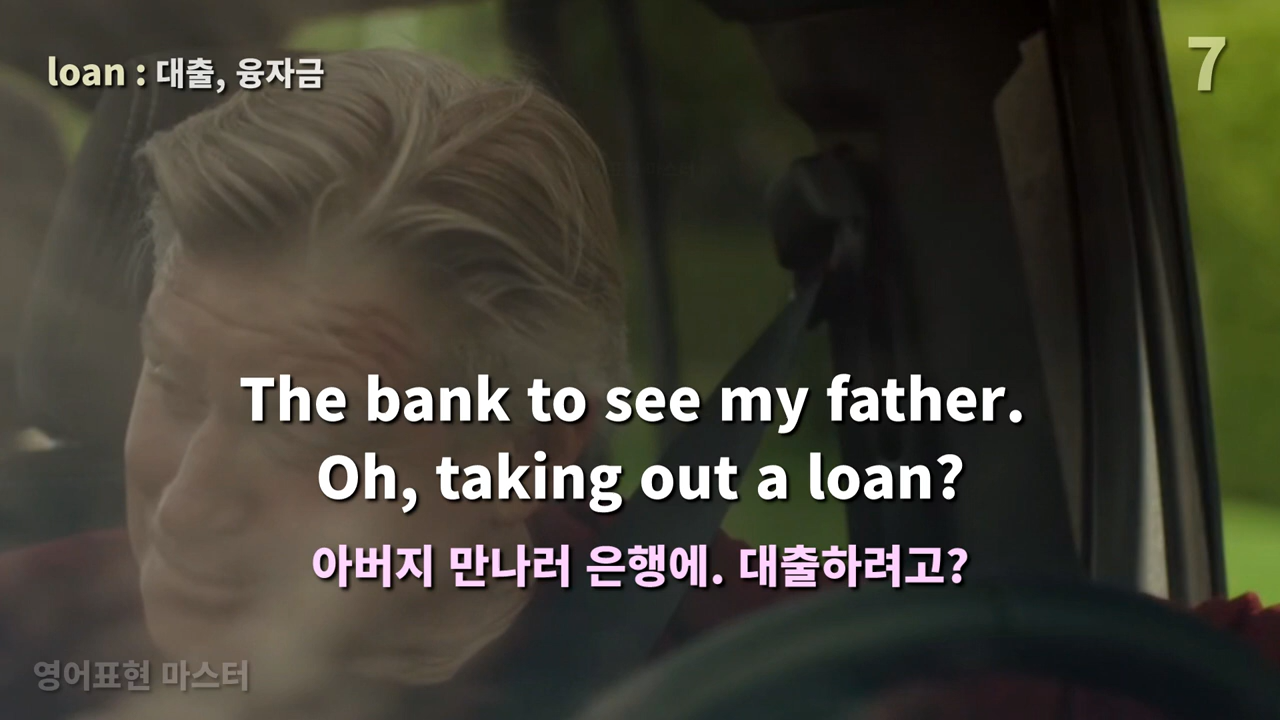 loan : 대출, 융자금
7
The bank to see my father.
Oh, taking out a loan?
아버지 만나러 은행에. 대출하려고?
영어표현 마스터